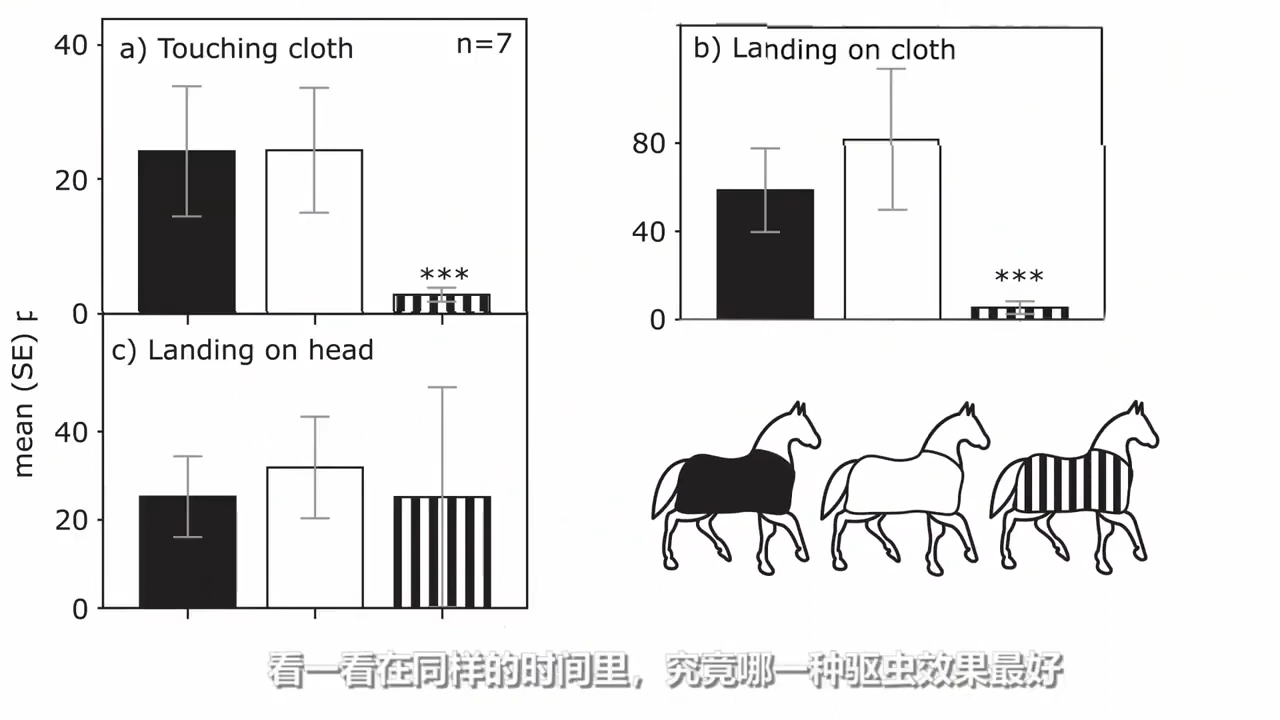 a) Touching cloth
n=7
40
20
0
***
b) Landing on cloth
80
40
0
***
mean (SE)
c) Landing on head
40
20
0
看一看在同样的时间里，究竟哪一种驱虫效果最好